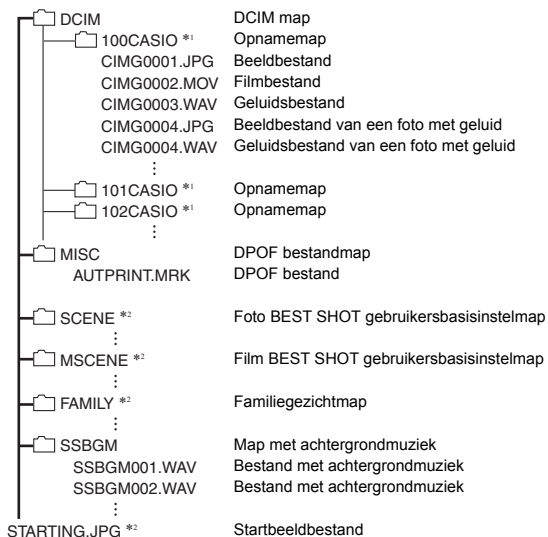 DCIM DCIM map
100CASIO *1 Opnamemap
CIMG0001.JPG Beeldbestand
CIMG0002.MOV Filmbestand
CIMG0003.WAV Geluidsbestand
CIMG0004.JPG Beeldbestand van een foto met geluid
CIMG0004.WAV Geluidsbestand van een foto met geluid
101CASIO *1 Opnamemap
102CASIO *1 Opnamemap
MISC DPOF bestandmap
AUTPRINT.MRK DPOF bestand
SCENE *2 Foto BEST SHOT gebruikersbasisinstelmap
MSCENE *2 Film BEST SHOT gebruikersbasisinstelmap
FAMILY *2 Familiegezichtmap
SSBGM Map met achtergrondmuziek
SSBGM001.WAV Bestand met achtergrondmuziek
SSBGM002.WAV Bestand met achtergrondmuziek
STARTING.JPG *2 Startbeeldbestand